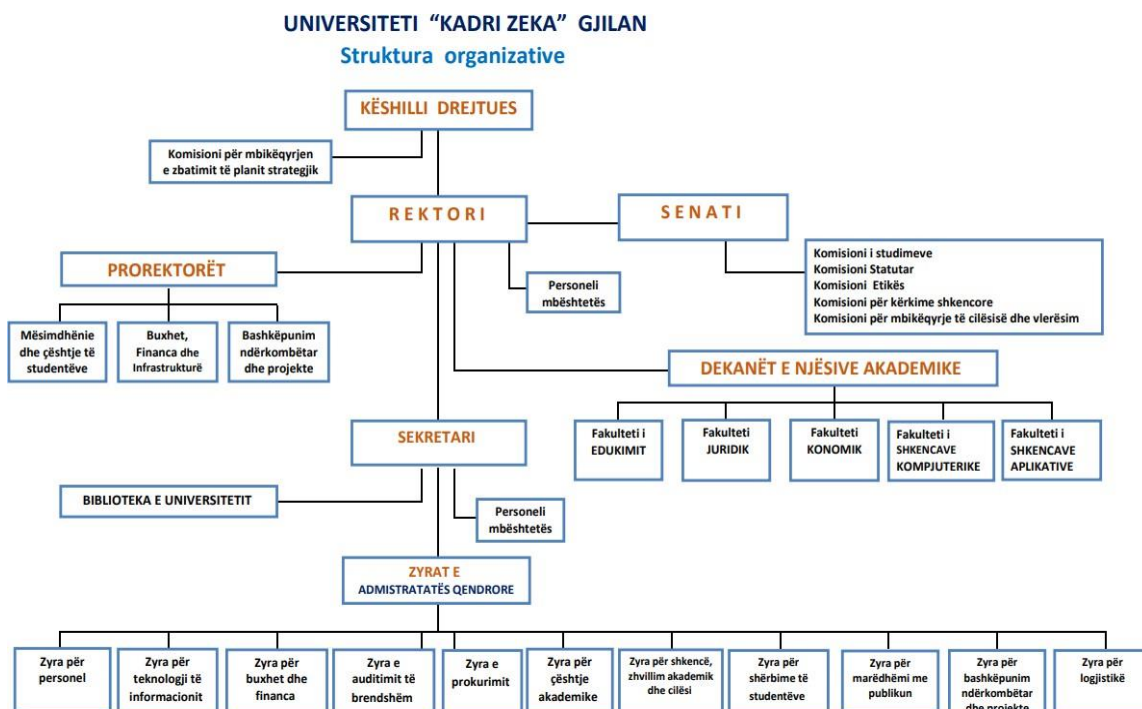 UNIVERSITETI "KADRI ZEKA" GJILAN
Struktura organizative
KËSHILLI DREJTUES
Komisioni për mbikëqyrjen
e zbatimit të planit strategjik
R E K T O R I
S E N A T I
Komisioni i studimeve
Komisioni Statutar
Komisioni Etikës
Komisioni për kërkime shkencore
Komisioni për mbikëqyrje të cilësisë dhe vlerësim
PROREKTORËT
Personeli
mbështetës
Mësimdhënie
dhe çështje të
studentëve
Buxhet,
Financa dhe
Infrastrukturë
Bashkëpunim
ndërkombëtar
dhe projekte
DEKANËT E NJËSIVE AKADEMIKE
Fakulteti i
EDUKIMIT
Fakulteti
JURIDIK
Fakulteti
KONOMIK
Fakulteti i
SHKENCAVE
KOMPJUTERIKE
Fakulteti i
SHKENCAVE
APLIKATIVE
SEKRETARI
BIBLIOTEKA E UNIVERSITETIT
Personeli
mbështetës
ZYRAT E
ADMISTRATATËS QENDRORE
Zyra për
personel
Zyra për
teknologji të
informacionit
Zyra për
buxhet dhe
financa
Zyra e
auditimit të
brendshëm
Zyra e
prokurimit
Zyra për
çështje
akademike
Zyra për shkencë,
zhvillim akademik
dhe cilësi
Zyra për
shërbime të
studentëve
Zyra për
marëdhëmi me
publikun
Zyra për
bashkëpunim
ndërkombëtar
dhe projekte
Zyra për
logjistikë